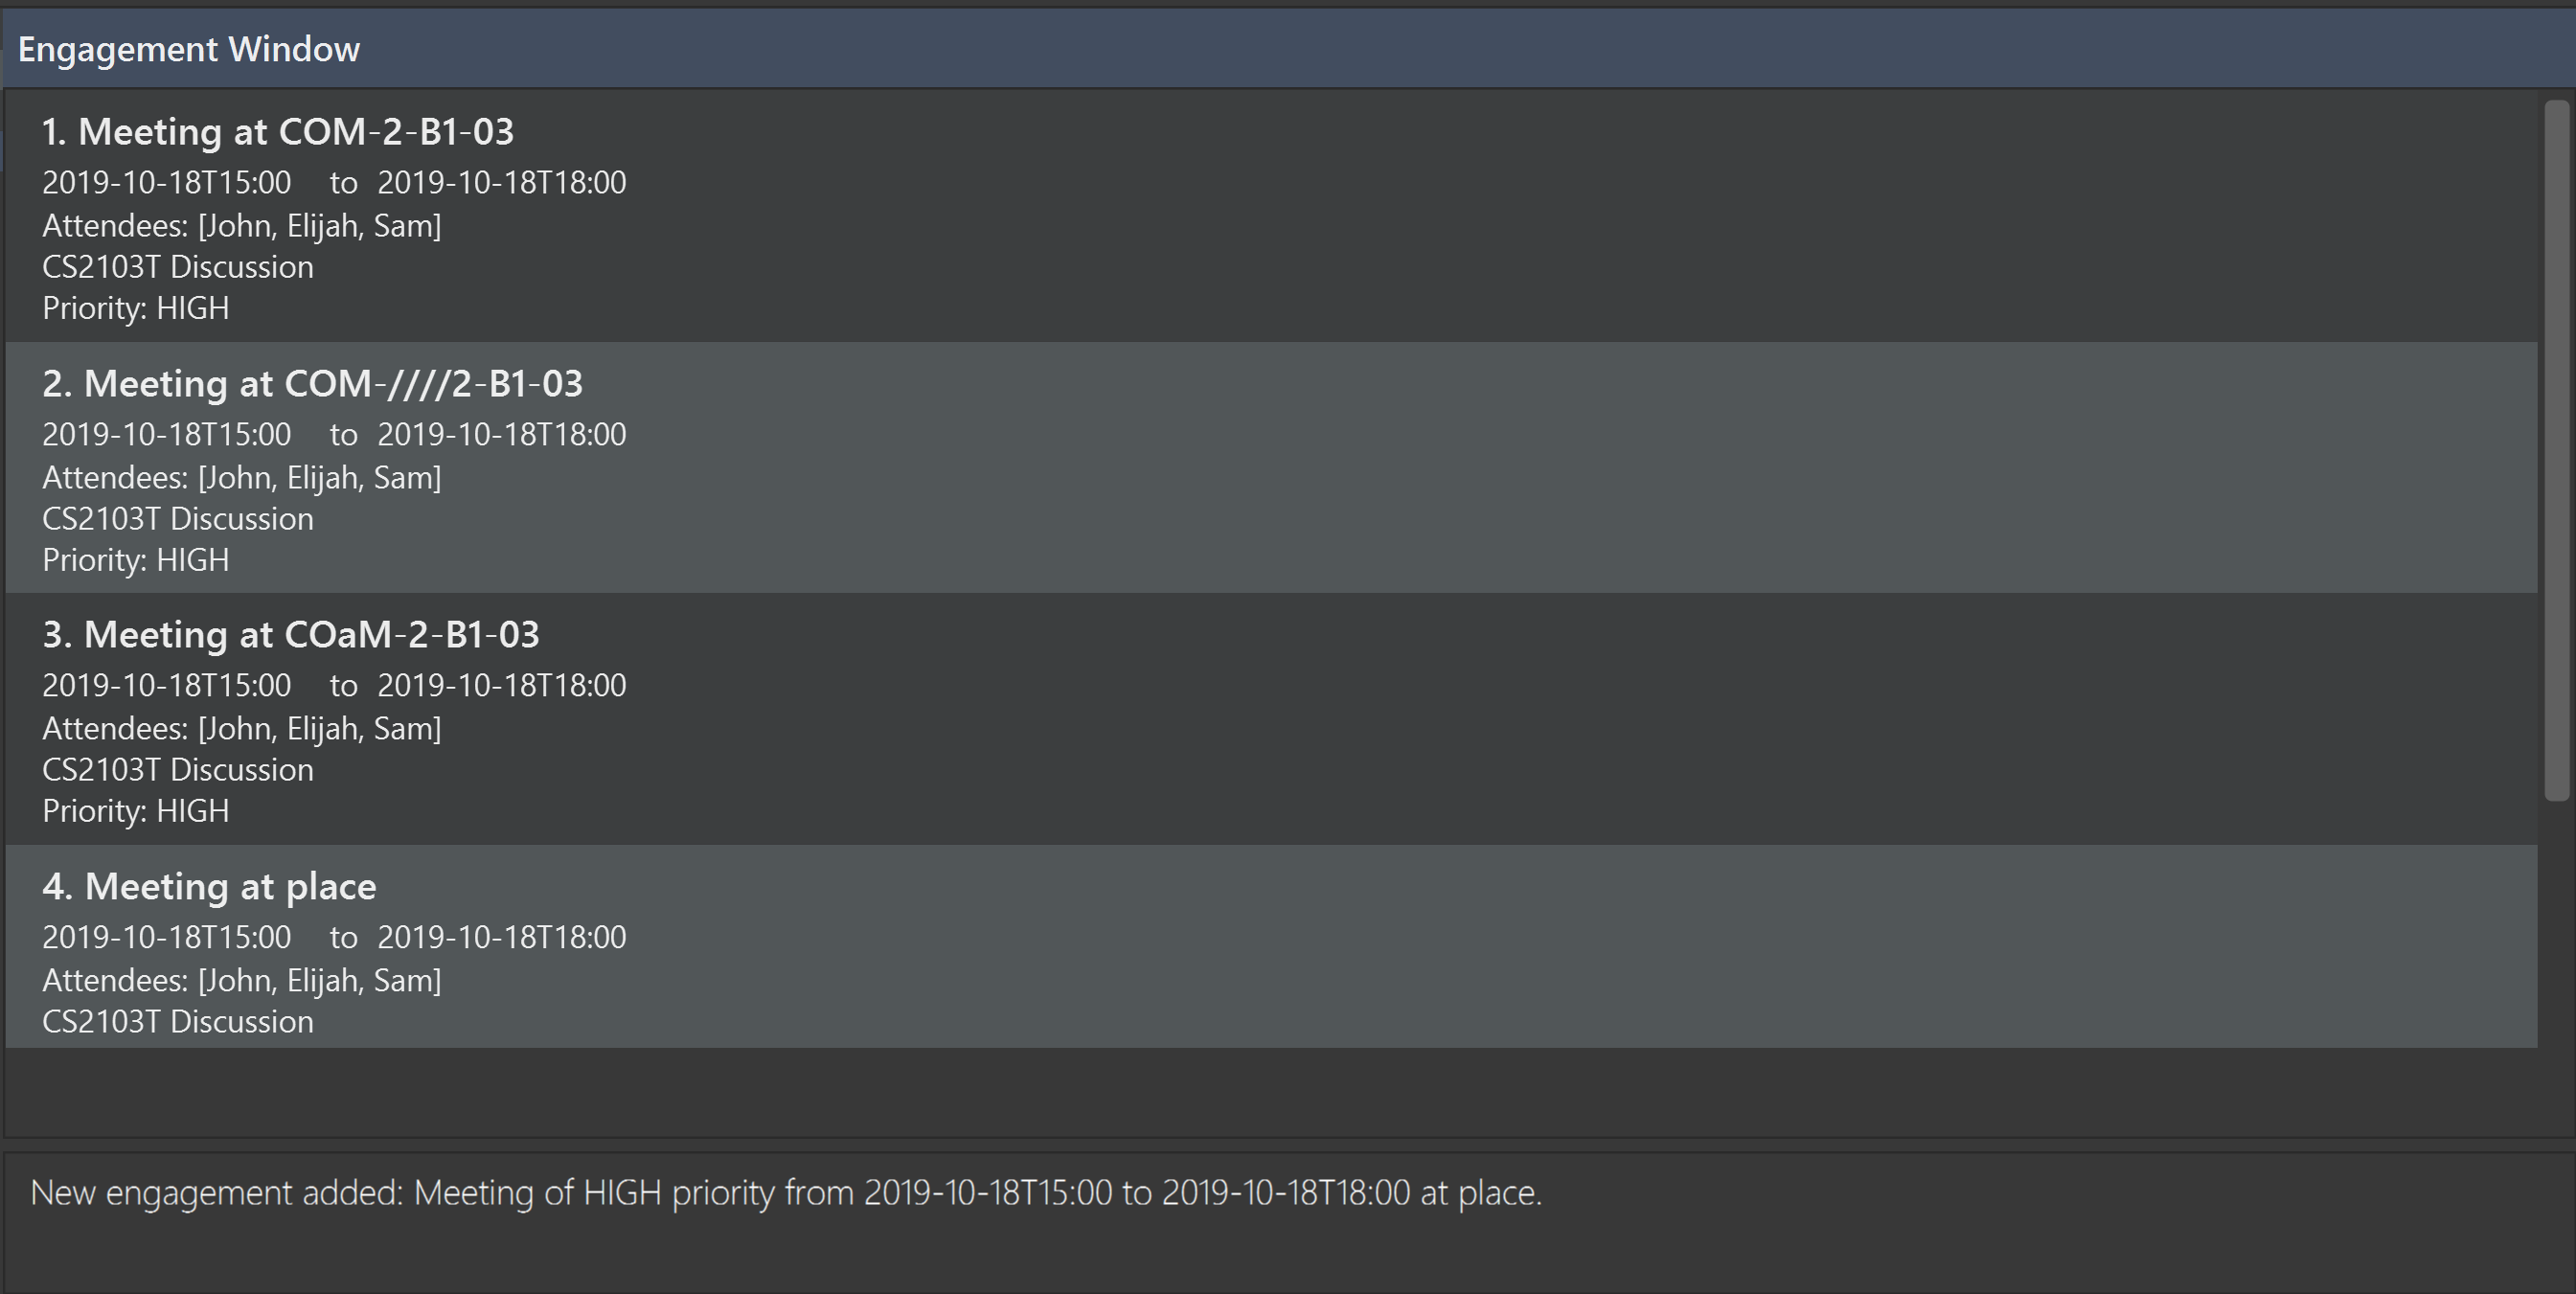 Engagement Window
1. Meeting at COM-2-B1-03
2019-10-18T15:00 to 2019-10-18T18:00
Attendees: [John, Elijah, Sam]
CS2103T Discussion
Priority: HIGH
2. Meeting at COM-////2-B1-03
2019-10-18T15:00 to 2019-10-18T18:00
Attendees: [John, Elijah, Sam]
CS2103T Discussion
Priority: HIGH
3. Meeting at COaM-2-B1-03
2019-10-18T15:00 to 2019-10-18T18:00
Attendees: [John, Elijah, Sam]
CS2103T Discussion
Priority: HIGH
4. Meeting at place
2019-10-18T15:00 to 2019-10-18T18:00
Attendees: [John, Elijah, Sam]
CS2103T Discussion
New engagement added: Meeting of HIGH priority from 2019-10-18T15:00 to 2019-10-18T18:00 at place.